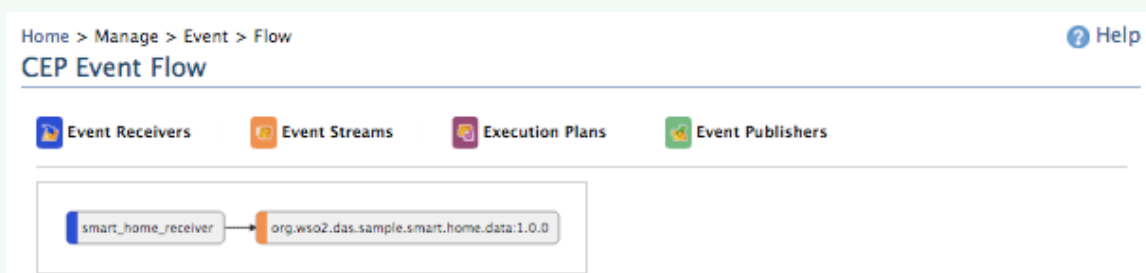 Home > Manage > Event > Flow
Help
CEP Event Flow
Event Receivers Event Streams Execution Plans Event Publishers
smart_home_receiver org.wso2.das.sample.smart.home.data:1.0.0